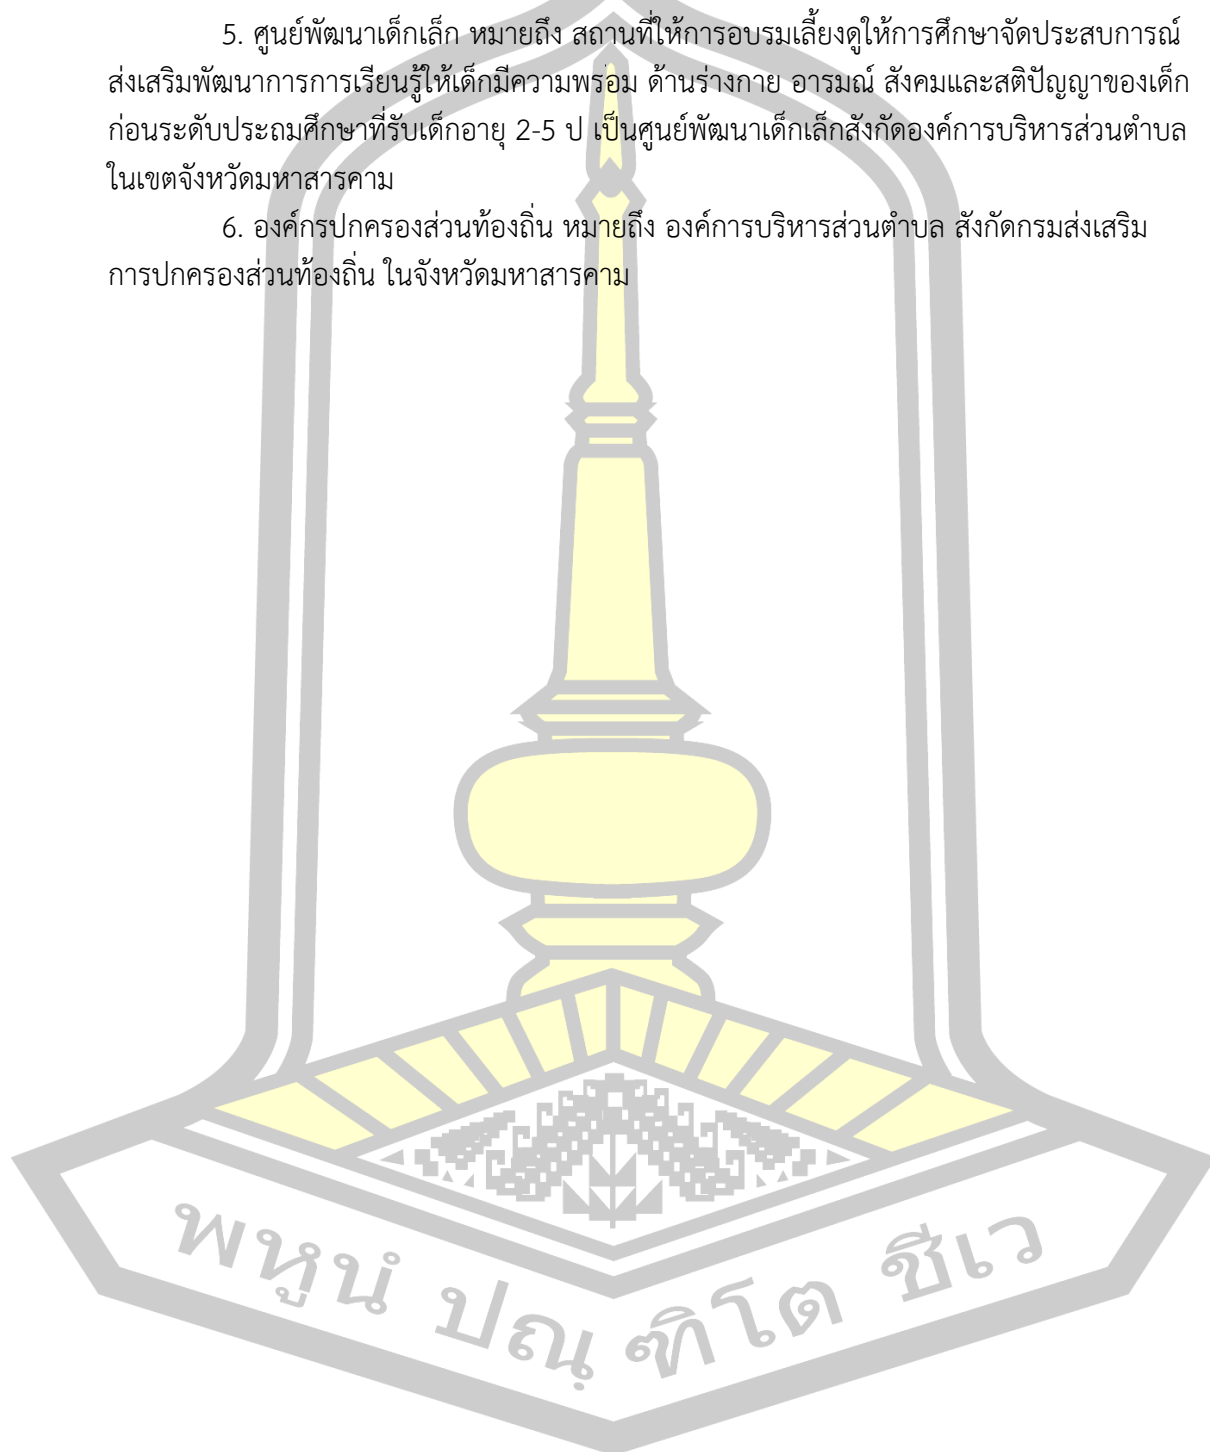 5. ศูนย์พัฒนาเด็กเล็ก หมายถึง สถานที่ให้การอบรมเลี้ยงดูให้การศึกษาจัดประสบการณ์
ส่งเสริมพัฒนาการการเรียนรู้ให้เด็กมีความพร่อม ด้านร่างกาย อารมณ์ สังคมและสติปัญญาของเด็ก
ก่อนระดับประถมศึกษาที่รับเด็กอายุ 2-5 ป เป็นศูนย์พัฒนาเด็กเล็กสังกัดองค์การบริหารส่วนตำบล
ในเขตจังหวัดมหาสารคาม
6. องค์กรปกครองส่วนท้องถิ่น หมายถึง องค์การบริหารส่วนตำบล สังกัดกรมส่งเสริม
การปกครองส่วนท้องถิ่น ในจังหวัดมหาสารคาม
พหูนํ ปณฺ ฑิโต ชีเว